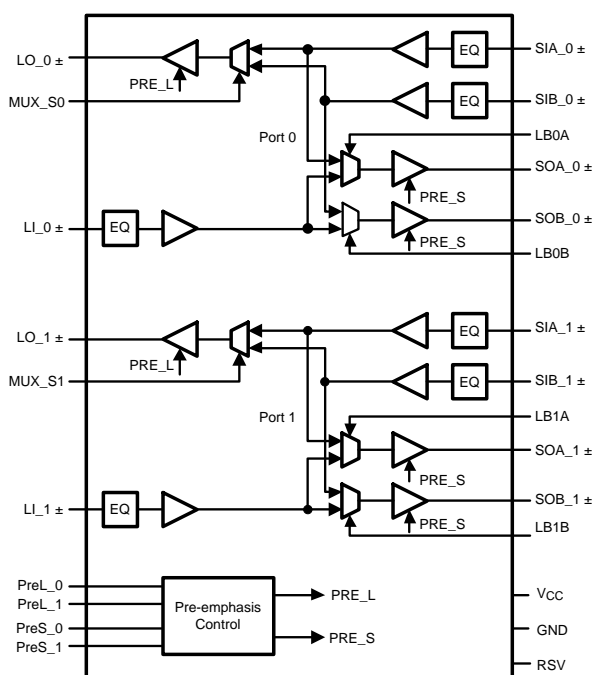 EQ
SIA_0 ±
LO_0 ±
PRE_L
MUX_S0
EQ
SIB_0 ±
Port 0
LB0A
SOA_0 ±
PRE_S
LI_0 ±
EQ
SOB_0 ±
PRE_S
LB0B
EQ
SIA_1 ±
LO_1 ±
PRE_L
MUX_S1
EQ
SIB_1 ±
Port 1
LB1A
SOA_1 ±
PRE_S
LI_1 ±
EQ
SOB_1 ±
PRE_S
LB1B
PreL_0
PreL_1
PreS_0
PreS_1
Pre-emphasis
Control
PRE_L
PRE_S
VCC
GND
RSV